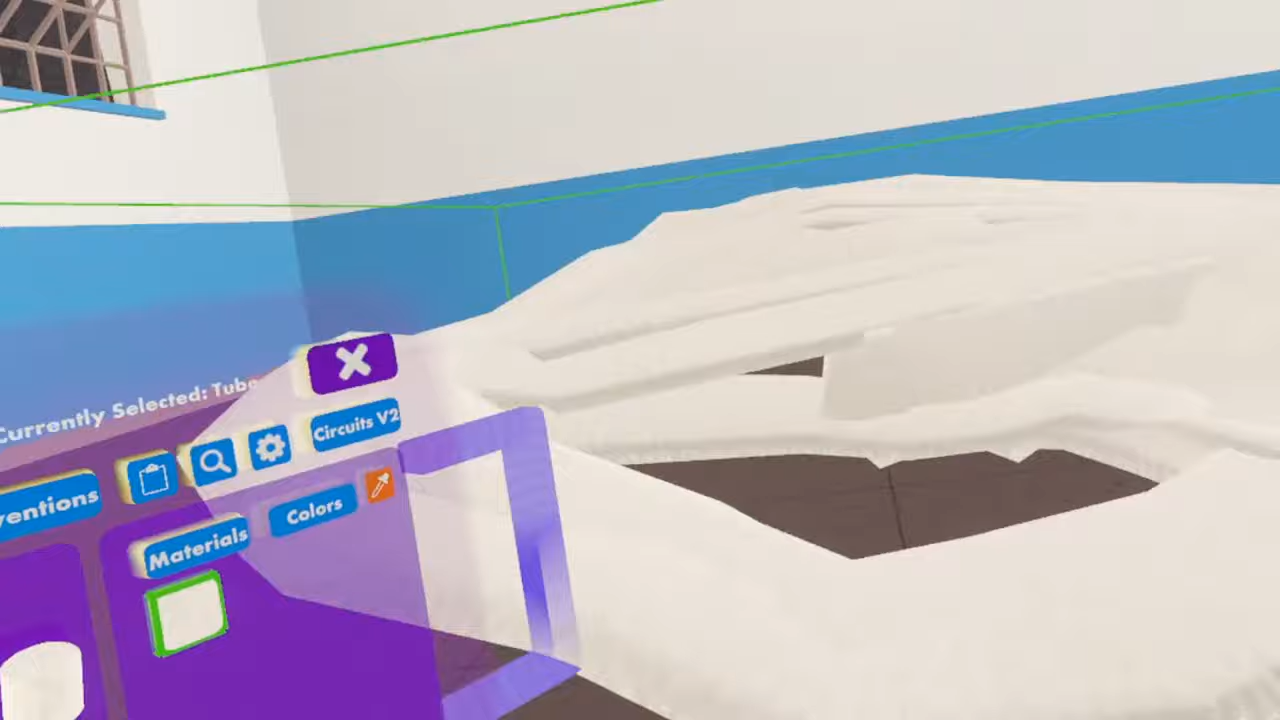 Currently Selected: Tube
Circuits V2
ventions
Colors
Materials